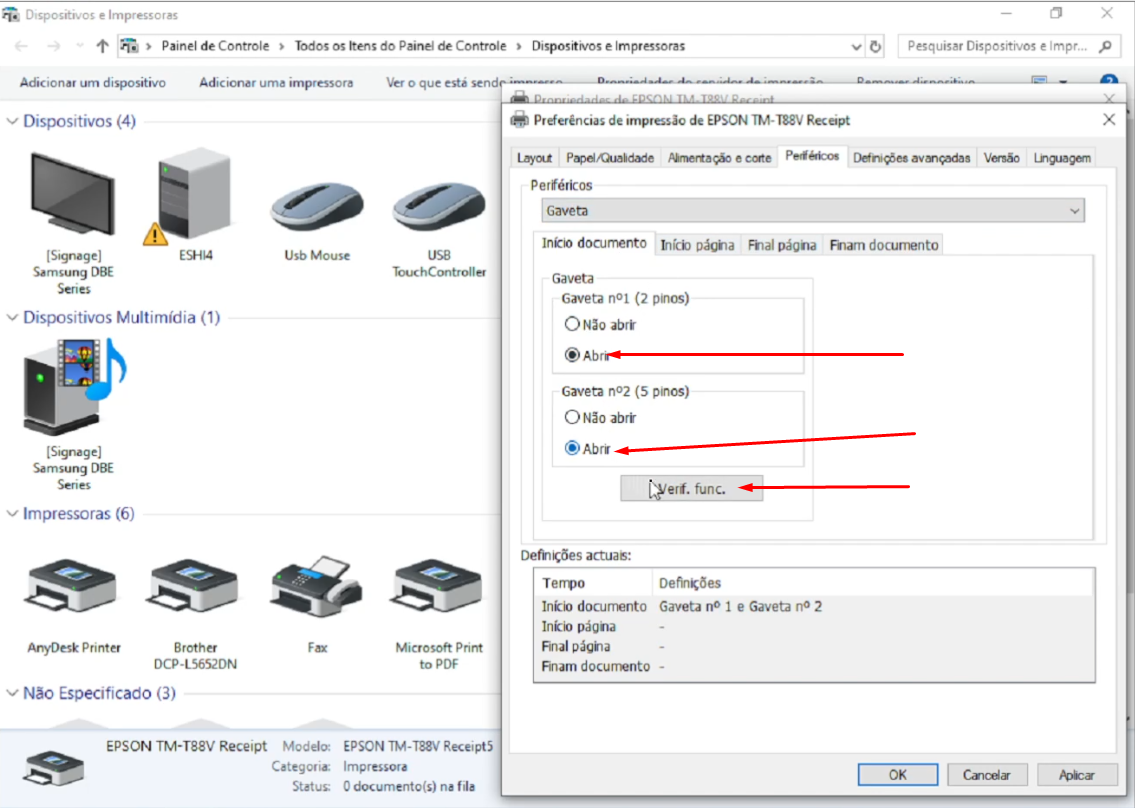 Dispositivos e Impressoras
Painel de Controle > Todos os Itens do Painel de Controle > Dispositivos e Impressoras
Pesquisar Dispositivos e Impr...
Adicionar um dispositivo
Adicionar uma impressora
Ver o que está sendo impresso
Propriedades do servidor de impressão
Remover dispositivo
Dispositivos (4)
[Signage]
Samsung DBE
Series
ESHI4
Usb Mouse
USB
TouchController
Dispositivos Multimídia (1)
[Signage]
Samsung DBE
Series
Impressoras (6)
AnyDesk Printer
Brother
DCP-L5652DN
Fax
Microsoft Print
to PDF
Não Especificado (3)
EPSON TM-T88V Receipt
Modelo: EPSON TM-T88V Receipt5
Categoria: Impressora
Status: 0 documento(s) na fila
Propriedades de EPSON TM-T88V Receipt
Preferências de impressão de EPSON TM-T88V Receipt
Layout
Papel/Qualidade
Alimentação e corte
Periféricos
Definições avançadas
Versão
Linguagem
Periféricos
Gaveta
Início documento
Início página
Final página
Finam documento
Gaveta
Gaveta nº1 (2 pinos)
Não abrir
Abrir
Gaveta nº2 (5 pinos)
Não abrir
Abrir
Verif. func.
Definições actuais:
Tempo Definições
Início documento Gaveta nº 1 e Gaveta nº 2
Início página -
Final página -
Finam documento -
OK
Cancelar
Aplicar